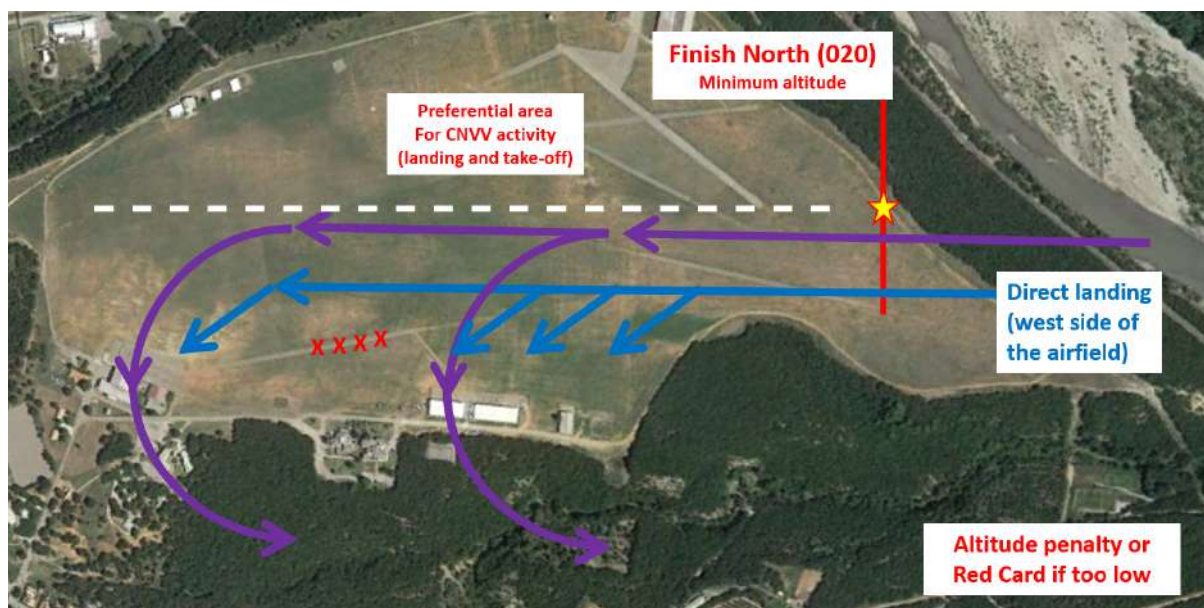 Finish North (020)
Minimum altitude
Preferential area
For CNVV activity
(landing and take-off)
Direct landing
(west side of
the airfield)
X X X X
Altitude penalty or
Red Card if too low